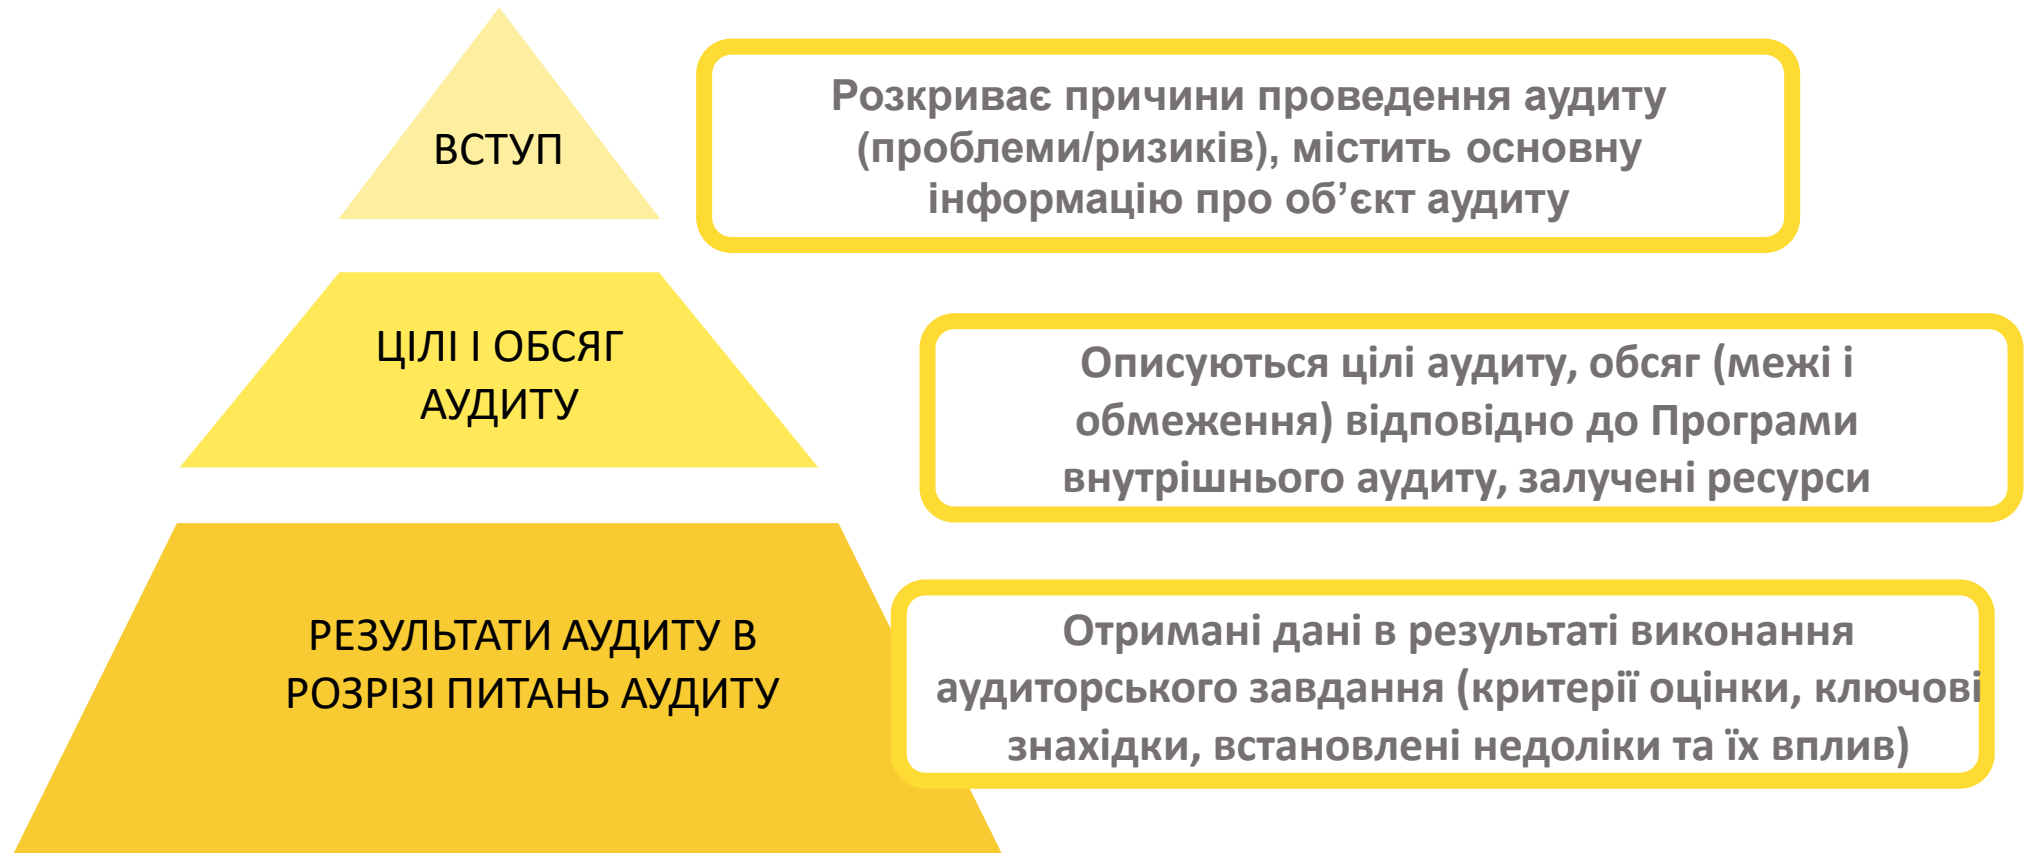 ВСТУП
Розкриває причини проведення аудиту
(проблеми/ризиків), містить основну
інформацію про об’єкт аудиту
ЦІЛІ І ОБСЯГ
АУДИТУ
Описуються цілі аудиту, обсяг (межі і
обмеження) відповідно до Програми
внутрішнього аудиту, залучені ресурси
РЕЗУЛЬТАТИ АУДИТУ В
РОЗРІЗІ ПИТАНЬ АУДИТУ
Отримані дані в результаті виконання
аудиторського завдання (критерії оцінки, ключові
знахідки, встановлені недоліки та їх вплив)